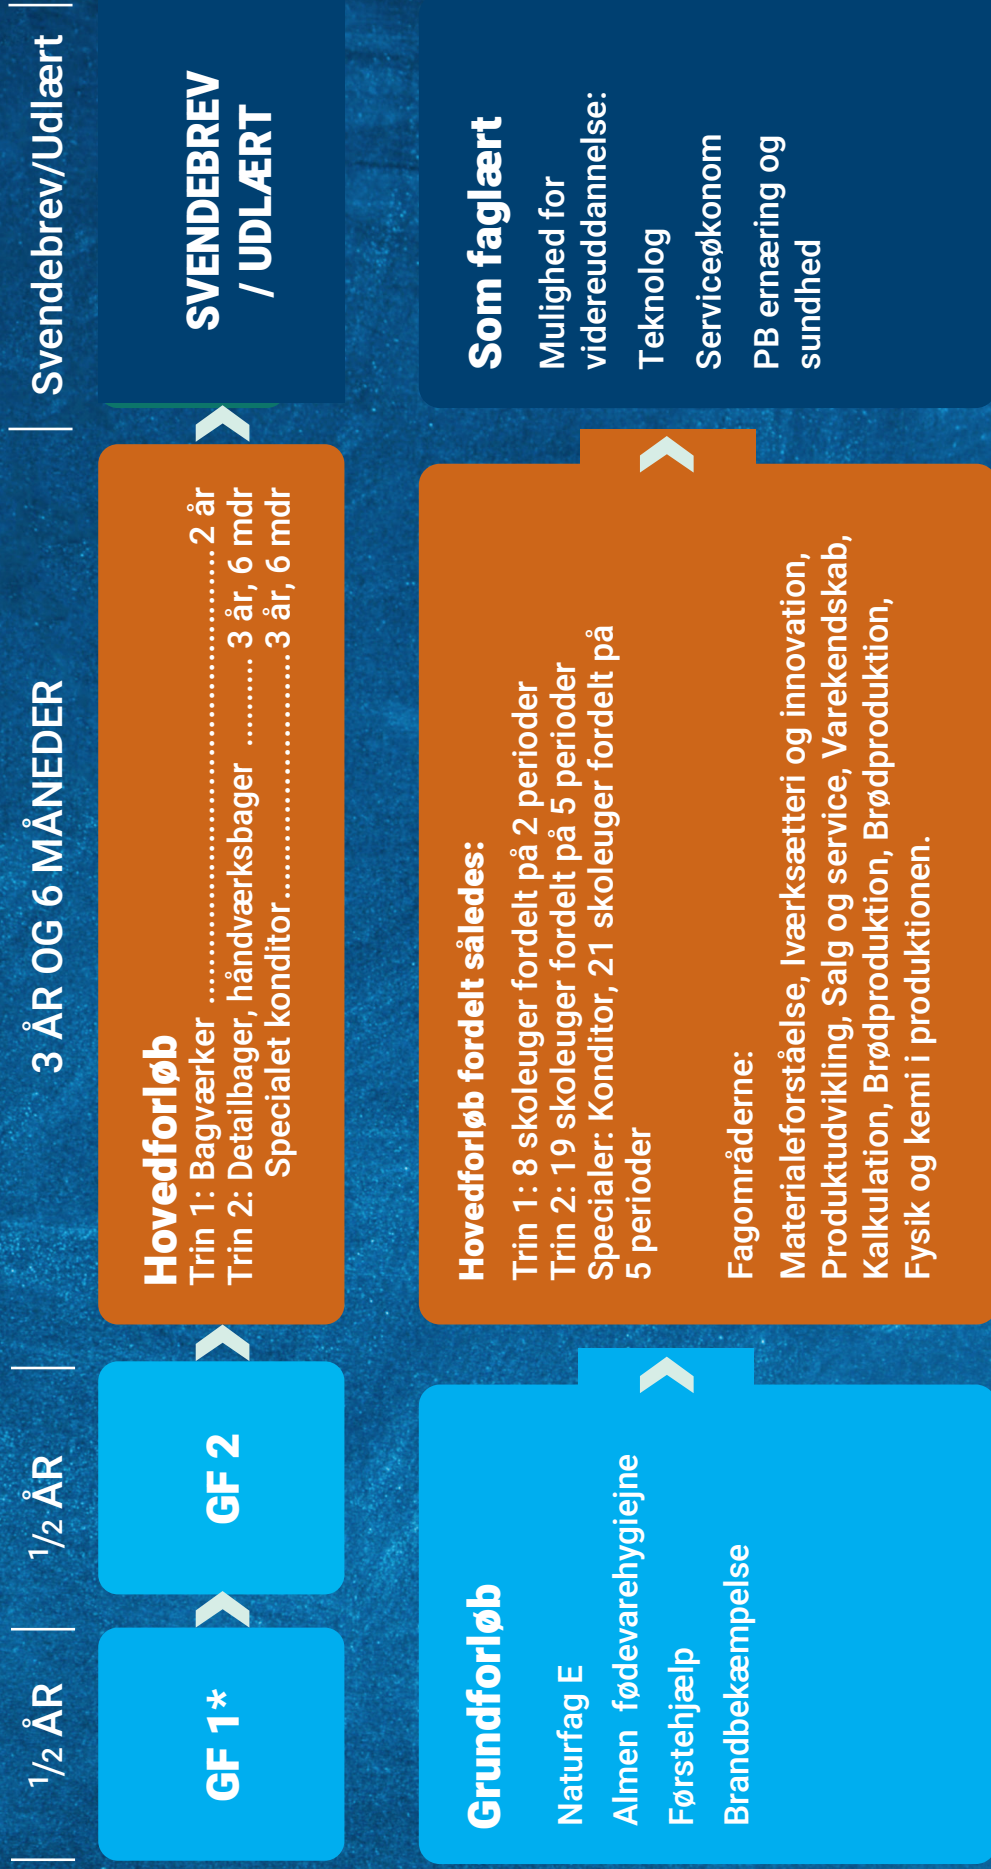 ½ ÅR
½ ÅR
3 ÅR OG 6 MÅNEDER
Svendebrev/Udlært
GF 1*
GF 2
Hovedforløb
Trin 1: Bagværker ................................................ 2 år
Trin 2: Detailbager, håndværksbager ......... 3 år, 6 mdr
Specialet konditor........................3 år, 6 mdr
SVENDEBREV
/ UDLÆRT
Grundforløb
Naturfag E
Almen fødevarehygiejne
Førstehjælp
Brandbekæmpelse
Hovedforløb fordelt således:
Trin 1: 8 skoleuger fordelt på 2 perioder
Trin 2: 19 skoleuger fordelt på 5 perioder
Specialer: Konditor, 21 skoleuger fordelt på
5 perioder
Fagområderne:
Materialeforståelse, Iværksætteri og innovation,
Produktudvikling, Salg og service, Varekendskab,
Kalkulation, Brødproduktion, Brødproduktion,
Fysik og kemi i produktionen.
Som faglært
Mulighed for
videreuddannelse:
Teknolog
Serviceøkonom
PB ernæring og
sundhed